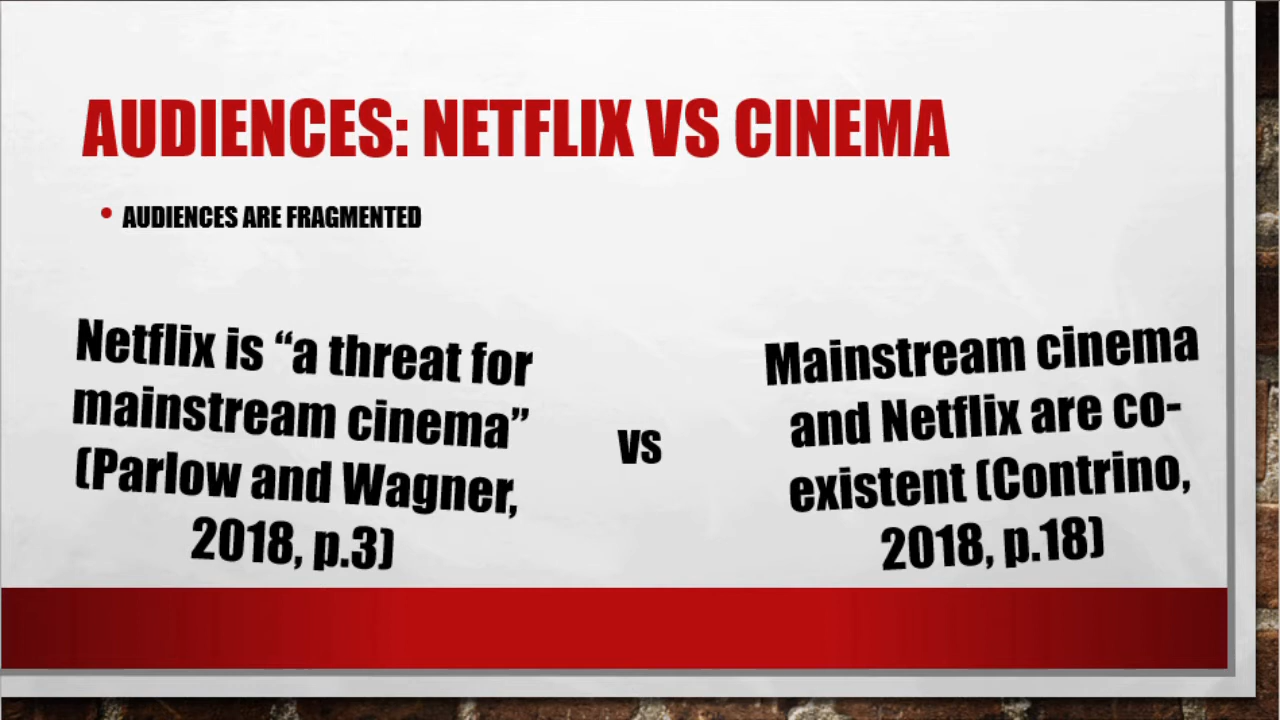 AUDIENCES: NETFLIX VS CINEMA
• AUDIENCES ARE FRAGMENTED
Netflix is “a threat for
mainstream cinema”
(Parlow and Wagner,
2018, p.3)
VS
Mainstream cinema
and Netflix are co-
existent (Contrino,
2018, p.18)